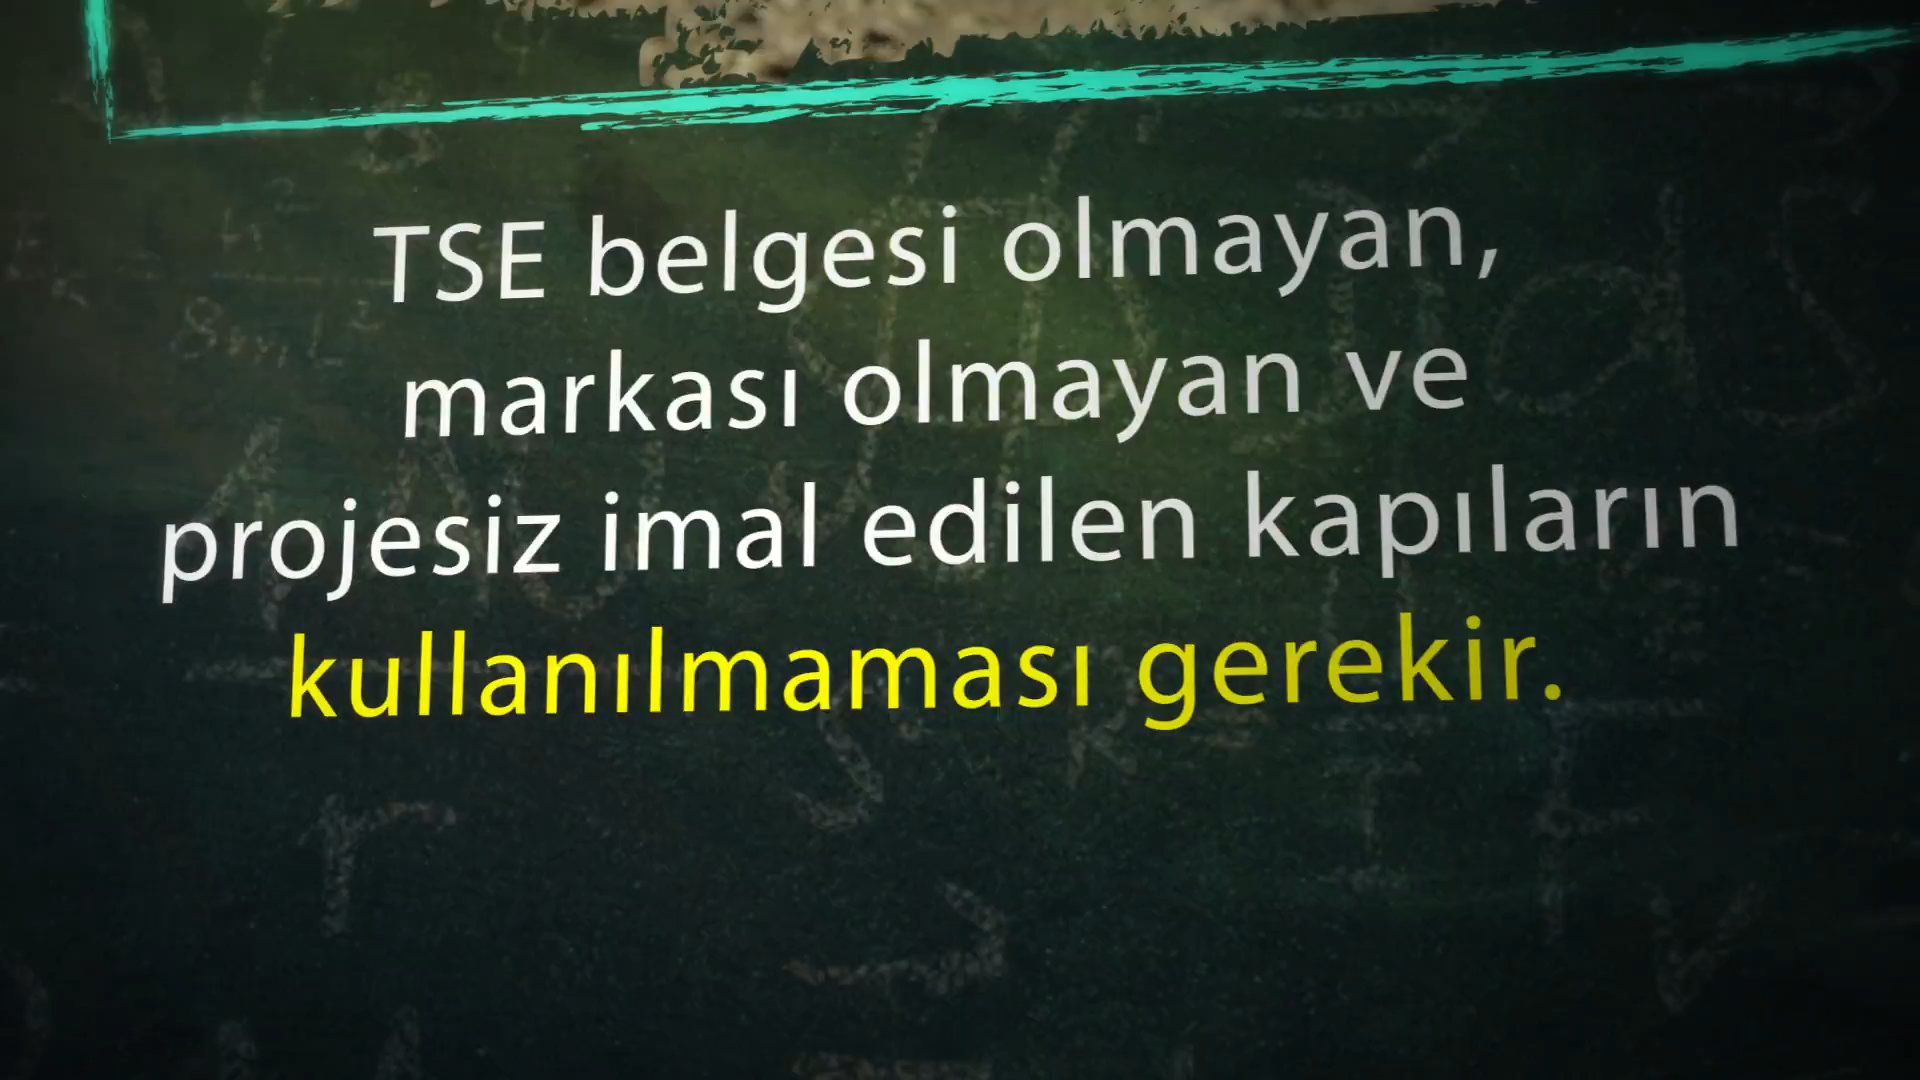 TSE belgesi olmayan,
markası olmayan ve
projesiz imal edilen kapıların
kullanılmaması gerekir.